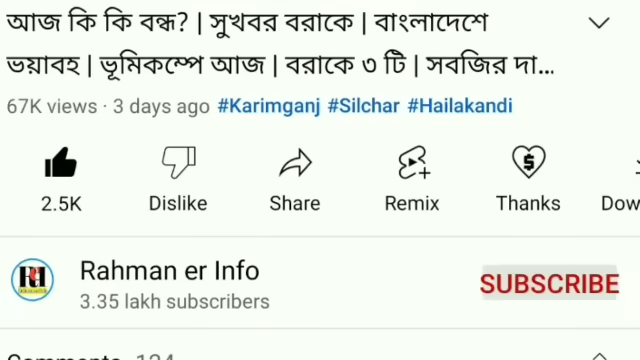 আজ কি কি বন্ধ? | সুখবর বরাকে | বাংলাদেশে
ভয়াবহ | ভূমিকম্পে আজ | বরাকে ৩ টি | সবজির দা...
67K views · 3 days ago #Karimganj #Silchar #Hailakandi
2.5K Dislike Share Remix Thanks Dow
Rahman er Info
SUBSCRIBE
3.35 lakh subscribers